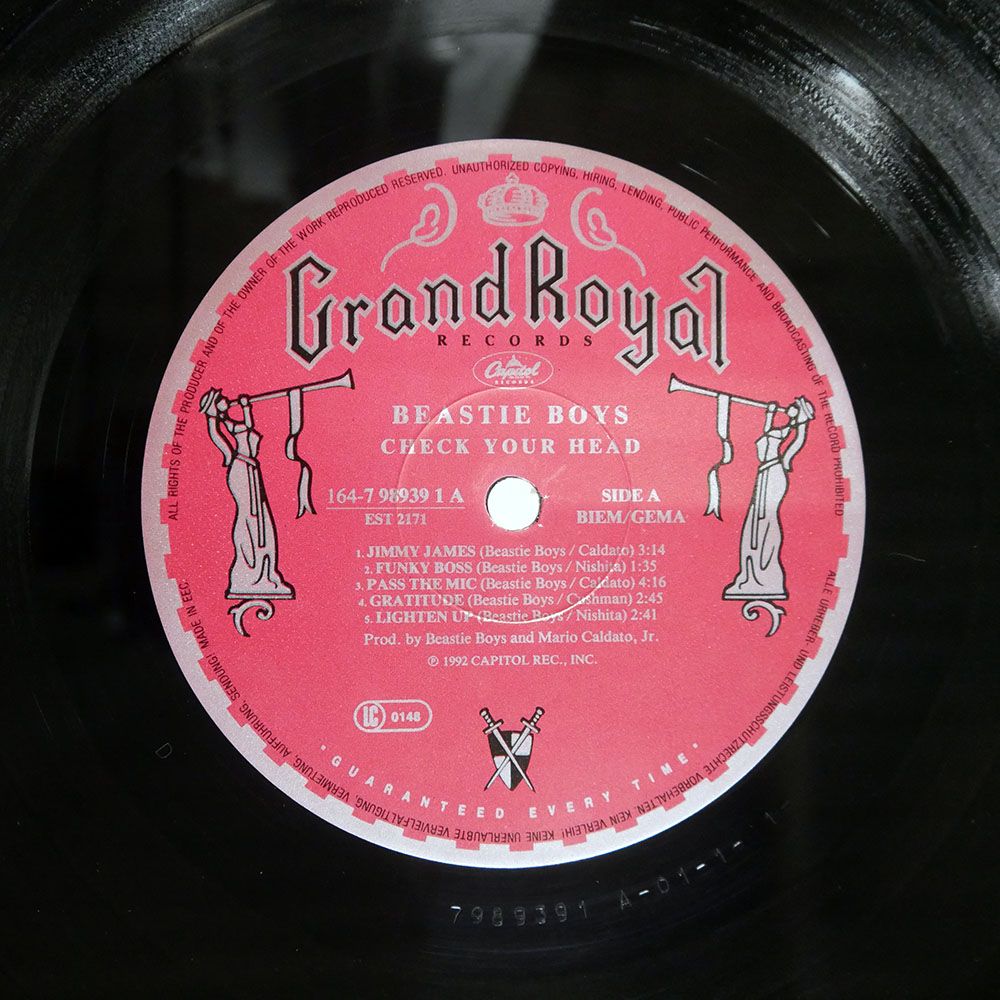 ALL RIGHTS OF THE PRODUCER AND OF THE OWNER OF THE WORK REPRODUCED RESERVED. UNAUTHORIZED COPYING, HIRING, LENDING, PUBLIC PERFORMANCE AND BROADCASTING OF THE RECORD PROHIBITED
Grand Royal
RECORDS
Capitol
RECORDS
BEASTIE BOYS
CHECK YOUR HEAD
164-7 98939 1 A
EST 2171
SIDE A
BIEM/GEMA
1. JIMMY JAMES (Beastie Boys / Caldato) 3:14
2. FUNKY BOSS (Beastie Boys / Nishita) 1:35
3. PASS THE MIC (Beastie Boys / Caldato) 4:16
4. GRATITUDE (Beastie Boys / Cushman) 2:45
5. LIGHTEN UP (Beastie Boys / Nishita) 2:41
Prod. by Beastie Boys and Mario Caldato, Jr.
℗ 1992 CAPITOL REC., INC.
LC 0148
· GUARANTEED EVERY TIME ·
ALLE URHEBER- UND LEISTUNGSSCHUTZRECHTE VORBEHALTEN. KEIN VERLEIH! KEINE UNERLAUBTE VERVIELFÄLTIGUNG, VERMIETUNG, AUFFÜHRUNG, SENDUNG! MADE IN EEC.
7989391 A-01-1-1